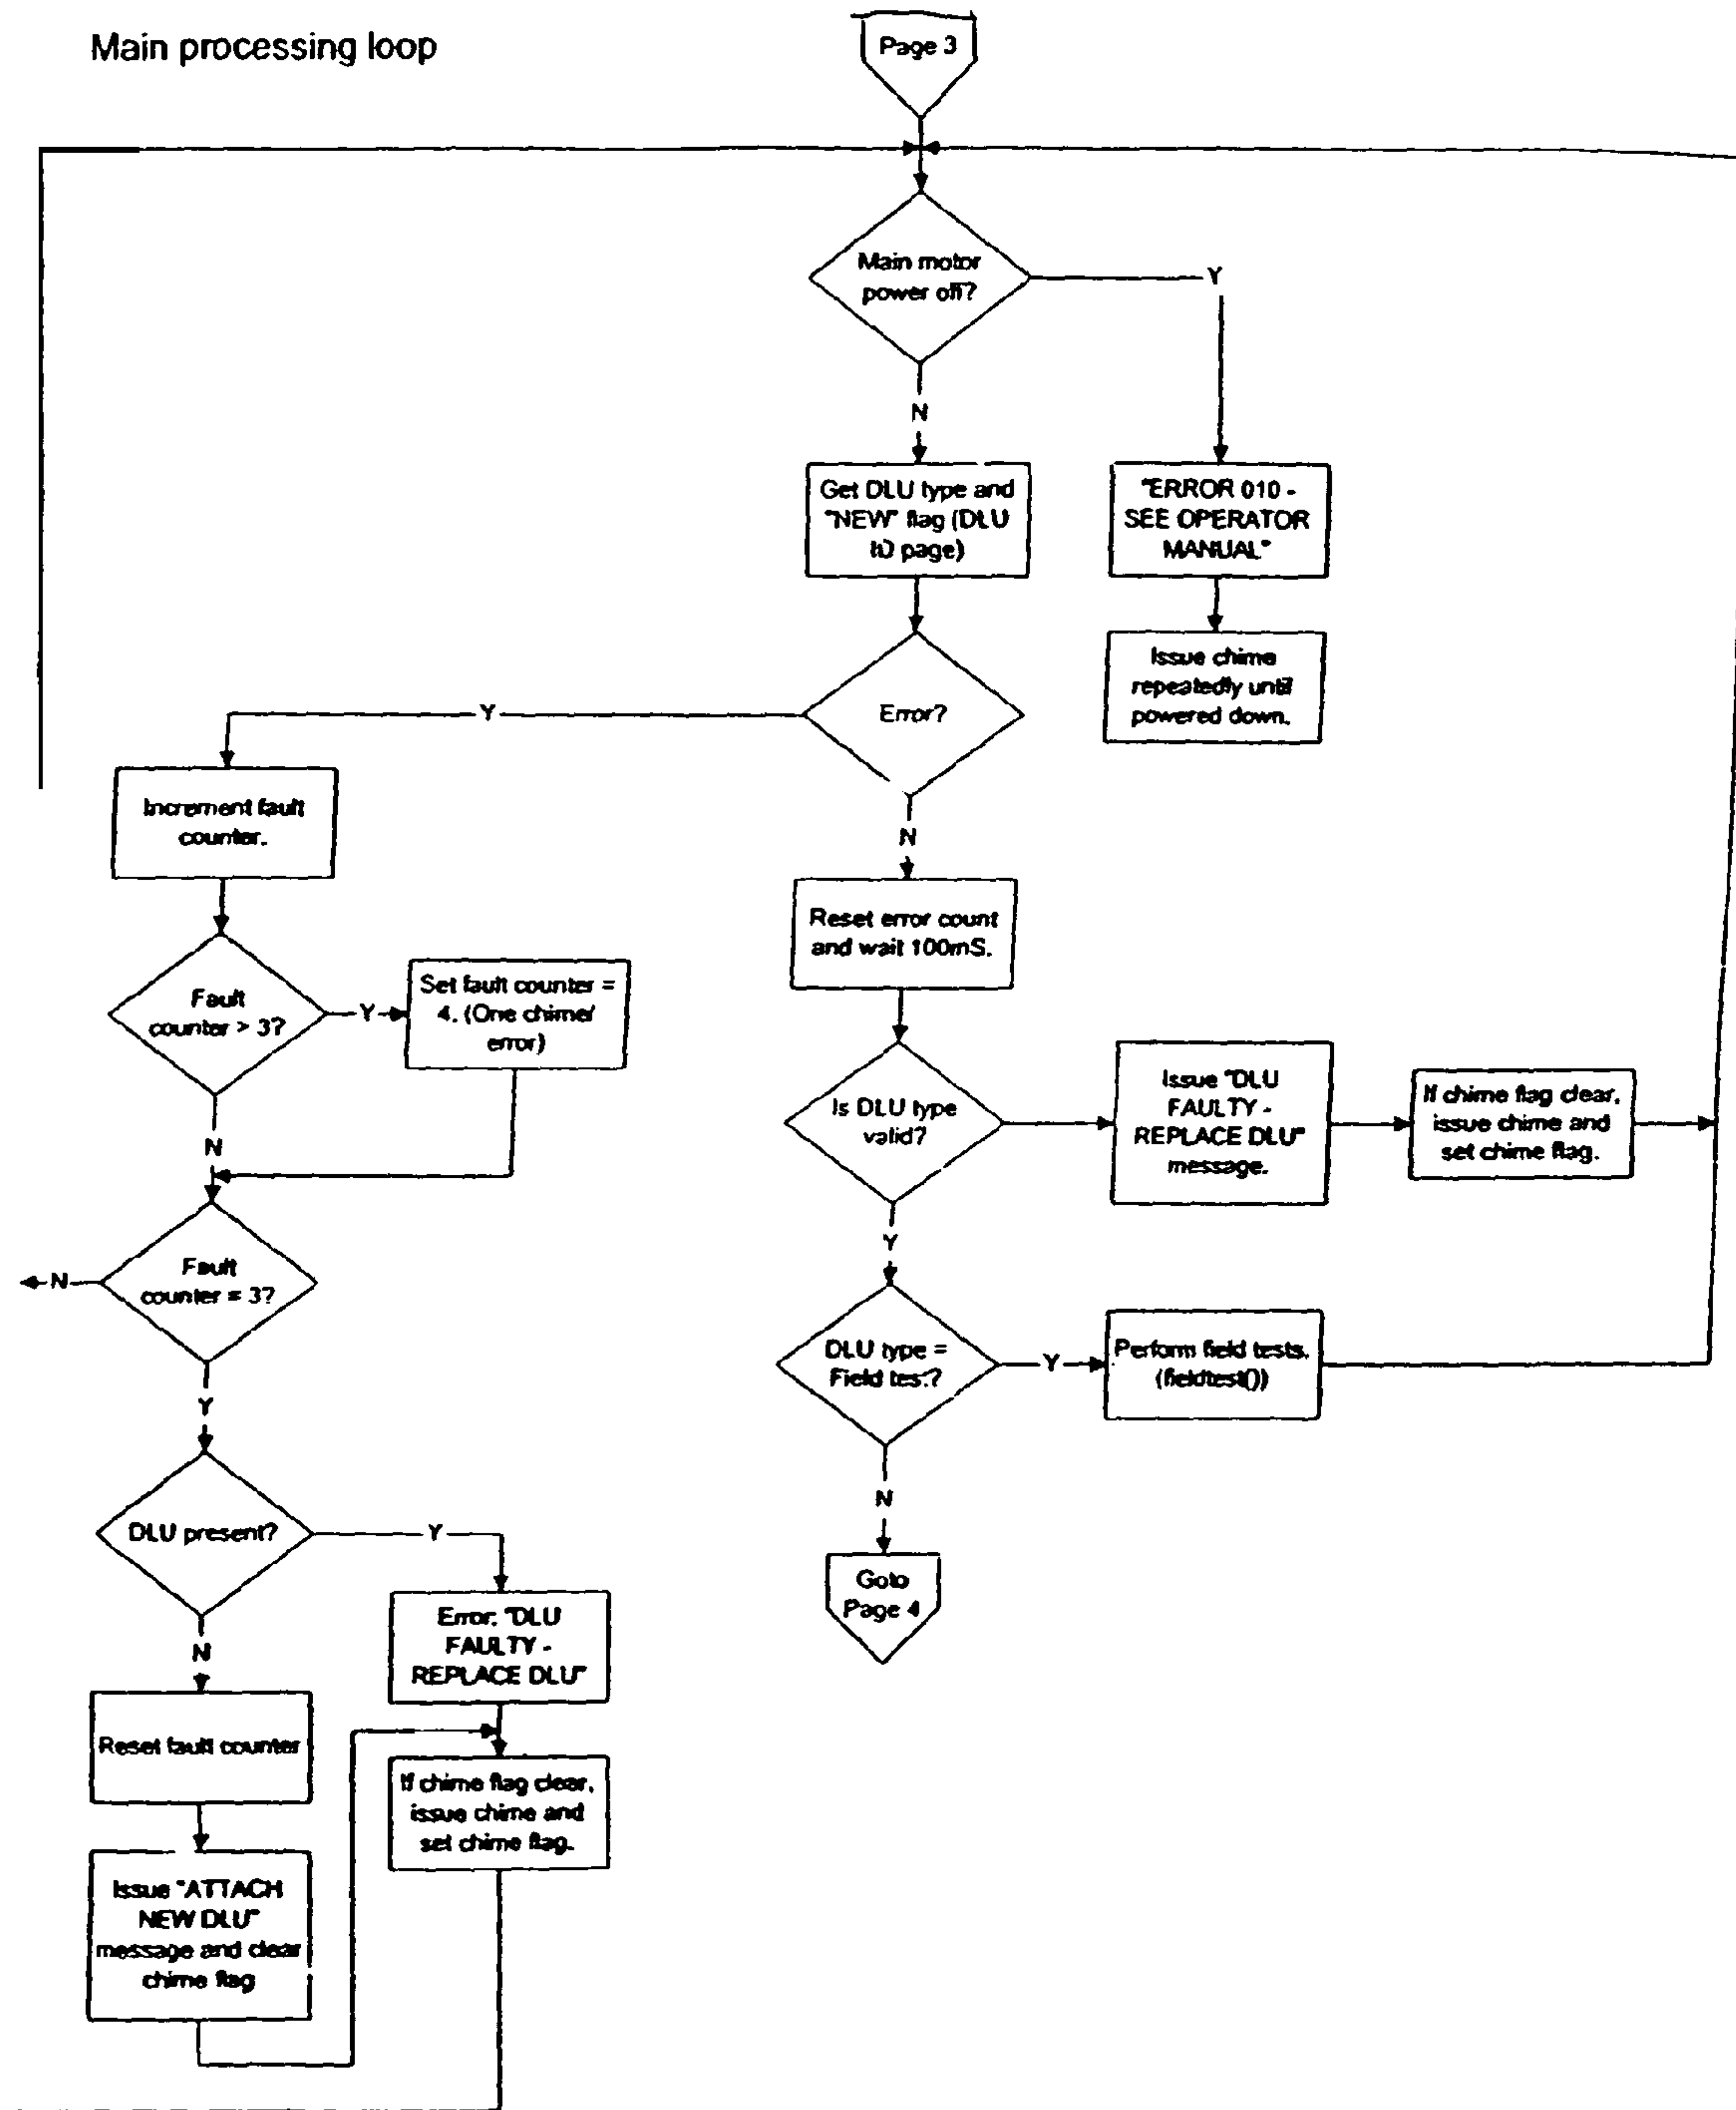 Main processing loop
Page 3
Main motor
power off?
Y
N
Get DLU type and
"NEW" flag (DLU
ID page)
"ERROR 010 -
SEE OPERATOR
MANUAL"
Issue chime
repeatedly until
powered down.
Error?
Y
N
Increment fault
counter.
Fault
counter > 3?
Y
Set fault counter =
4. (One chime/
error)
N
Fault
counter = 3?
N
Y
DLU present?
Y
N
Error: "DLU
FAULTY -
REPLACE DLU"
Reset fault counter
If chime flag clear,
issue chime and
set chime flag.
Issue "ATTACH
NEW DLU"
message and clear
chime flag
Reset error count
and wait 100mS.
Is DLU type
valid?
Issue "DLU
FAULTY -
REPLACE DLU"
message.
If chime flag clear,
issue chime and
set chime flag.
Y
DLU type =
Field test?
Y
Perform field tests.
(fieldtest())
N
Goto
Page 4